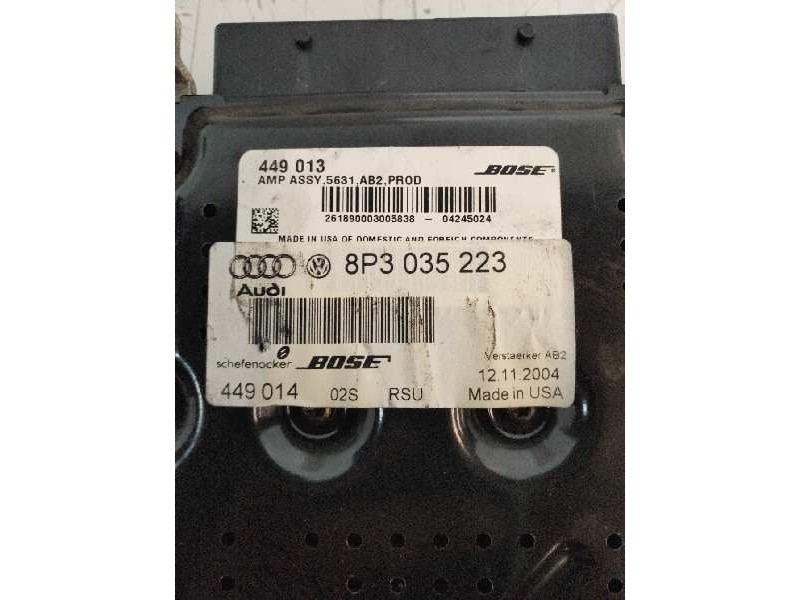 449 013
BOSE®
AMP ASSY,5631,AB2,PROD
261890003005838 - 04245024
MADE IN USA OF DOMESTIC AND FOREIGN COMPONENTS
8P3 035 223
Audi
schefenacker
BOSE
Verstaerker AB2
12.11.2004
449 014 02S RSU Made in USA